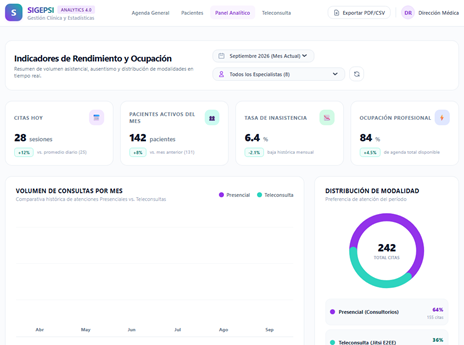 S
SIGEPSI
ANALYTICS 4.0
Gestión Clínica y Estadísticas
Agenda General
Pacientes
Panel Analítico
Teleconsulta
Exportar PDF/CSV
DR
Dirección Médica
Indicadores de Rendimiento y Ocupación
Resumen de volumen asistencial, ausentismo y distribución de modalidades en
tiempo real.
Septiembre 2026 (Mes Actual)
Todos los Especialistas (8)
CITAS HOY
28 sesiones
+12% vs. promedio diario (25)
PACIENTES ACTIVOS DEL
MES
142 pacientes
+8% vs. mes anterior (131)
TASA DE INASISTENCIA
6.4 %
-2.1% baja histórica mensual
OCUPACIÓN PROFESIONAL
84 %
+4.5% de agenda total disponible
VOLUMEN DE CONSULTAS POR MES
Comparativa histórica de atenciones Presenciales vs. Teleconsultas
Presencial
Teleconsulta
Abr
May
Jun
Jul
Ago
Sep
DISTRIBUCIÓN DE MODALIDAD
Preferencia de atención del período
242
TOTAL CITAS
Presencial (Consultorios)
64%
155 citas
Teleconsulta (Jitsi E2EE)
36%